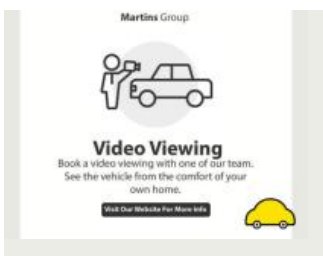 Martins Group
Video Viewing
Book a video viewing with one of our team.
See the vehicle from the comfort of your
own home.
Visit Our Website For More Info